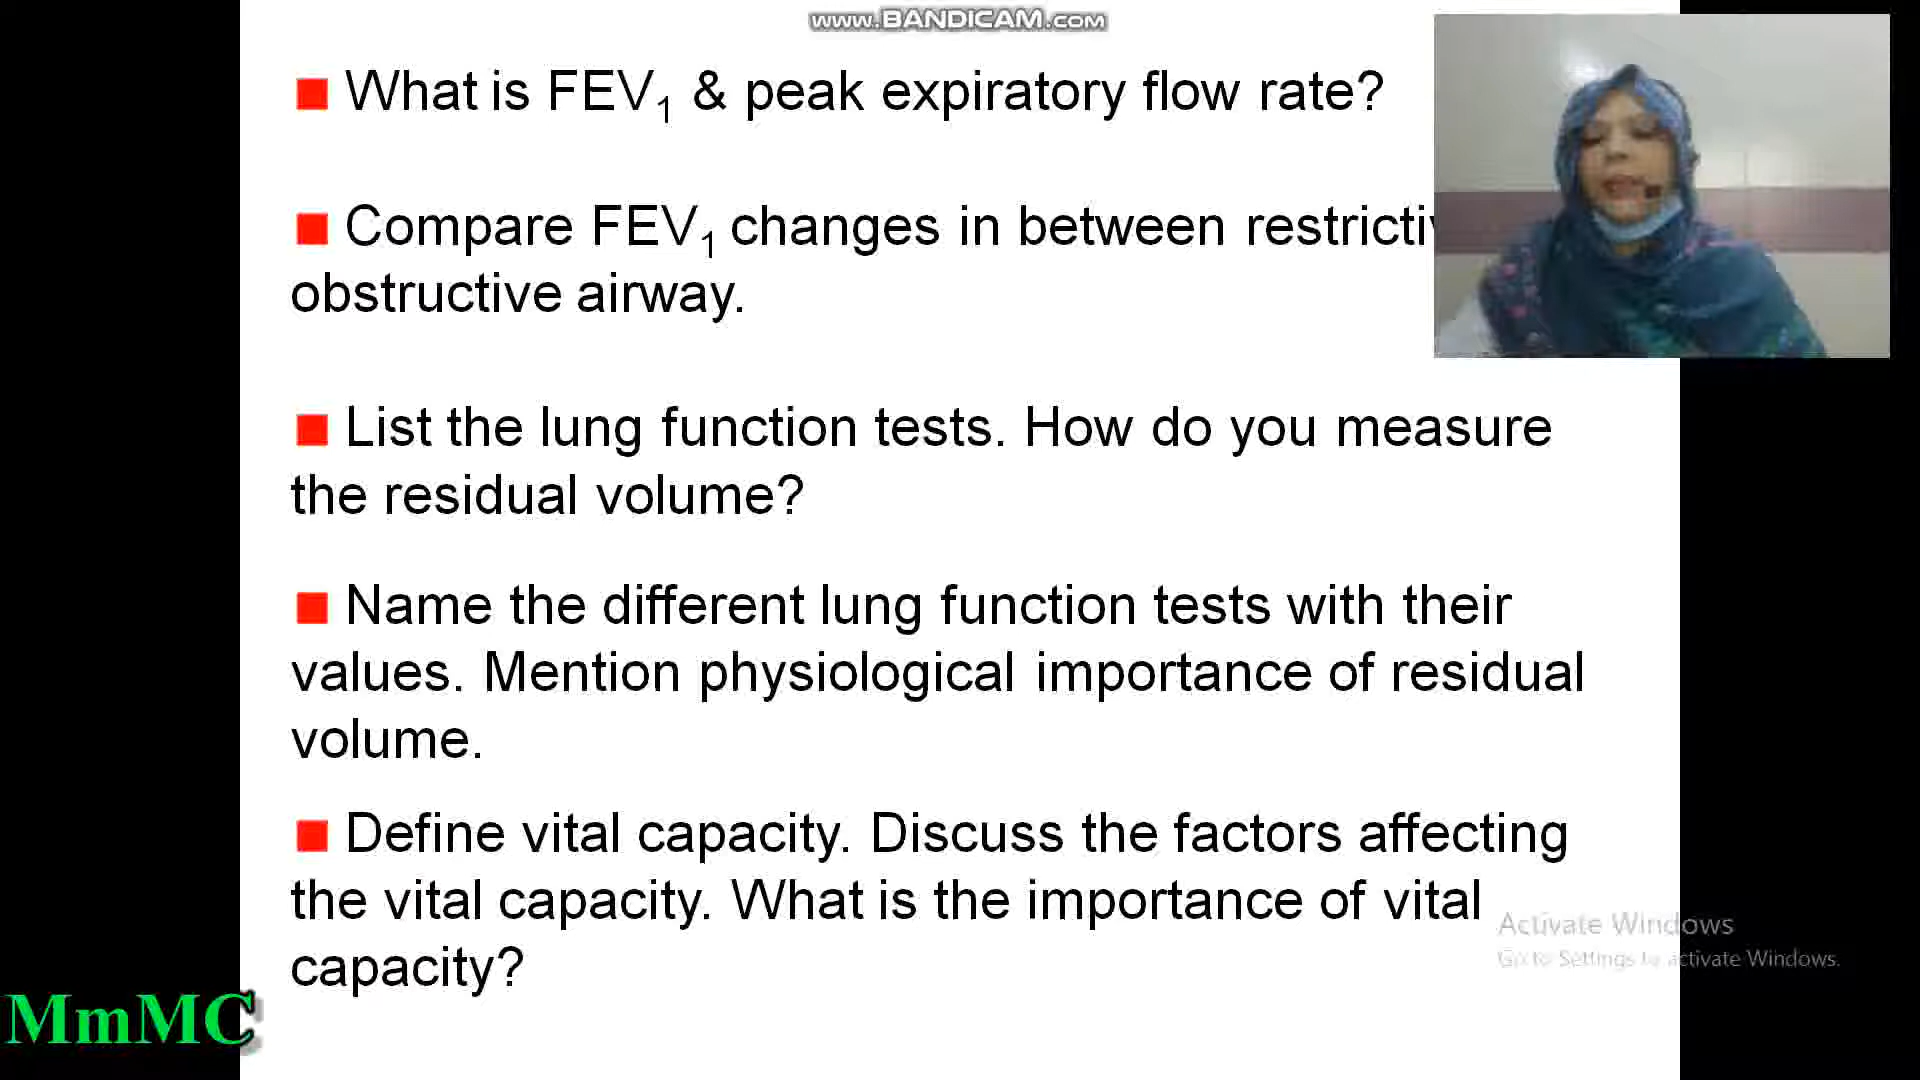 www.BANDICAM.com
What is FEV1 & peak expiratory flow rate?
Compare FEV1 changes in between
obstructive airway.
List the lung function tests. How do you measure
the residual volume?
Name the different lung function tests with their
values. Mention physiological importance of residual
volume.
Define vital capacity. Discuss the factors affecting
the vital capacity. What is the importance of vital
capacity?
Activate Windows
Go to Settings to activate Windows.
MmMC